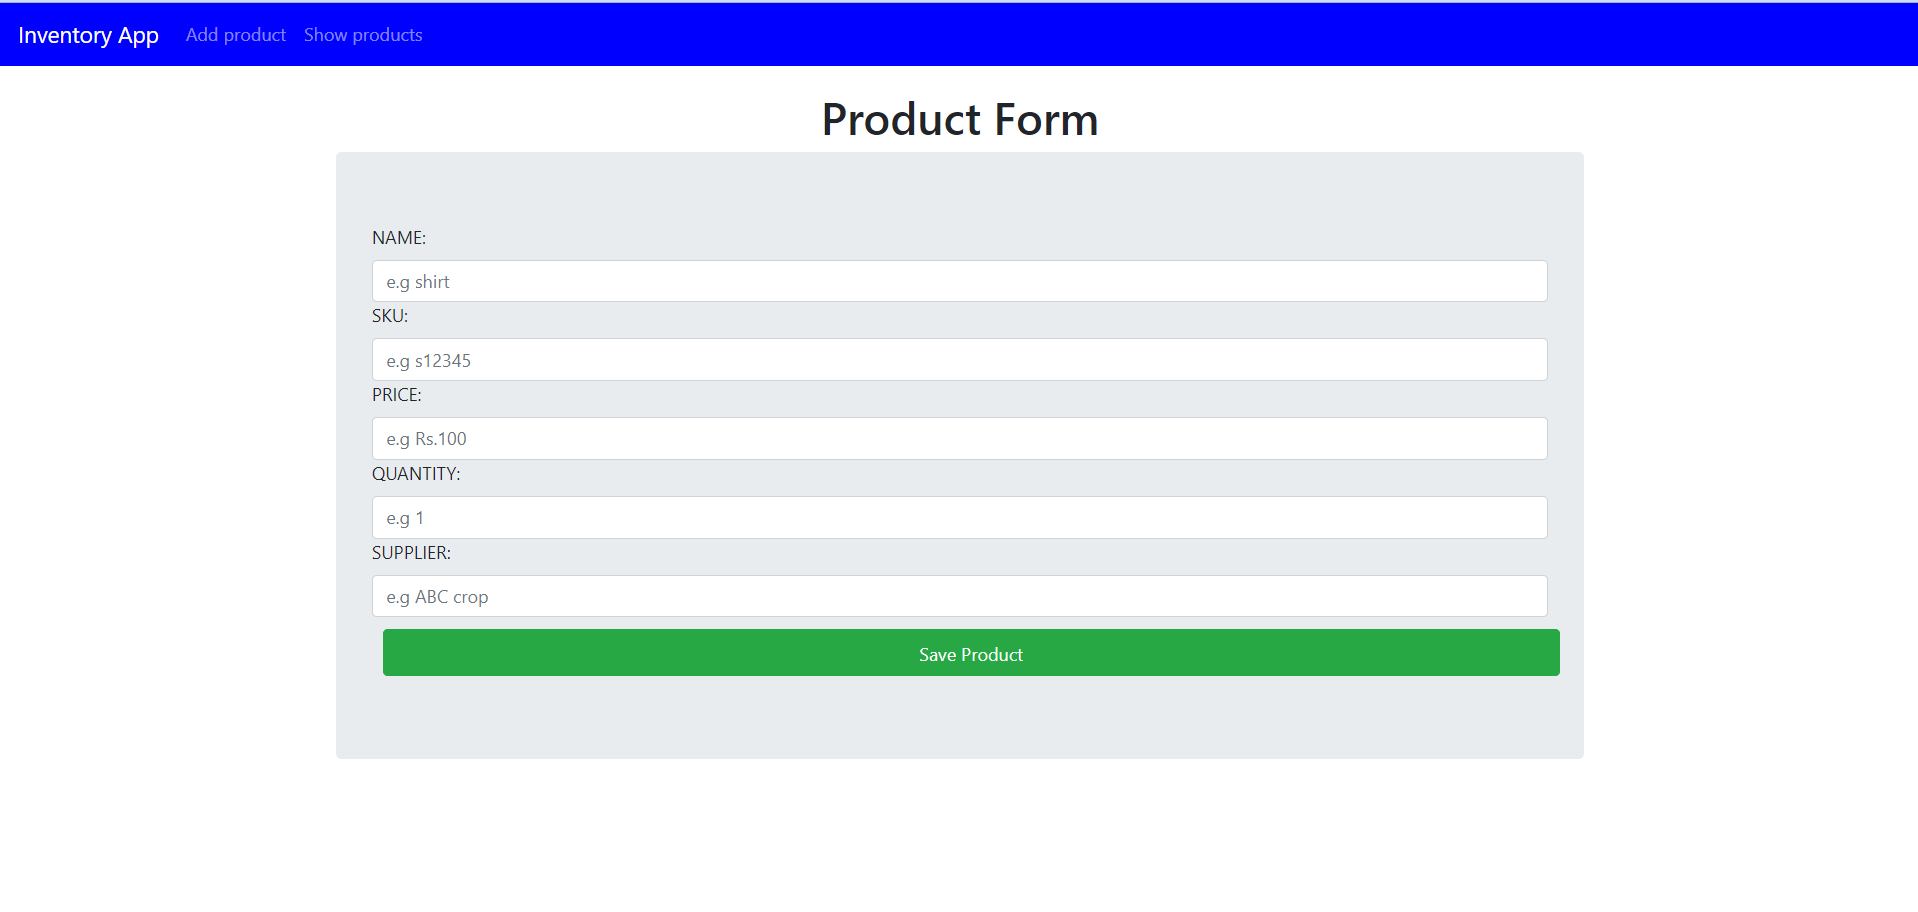 Inventory App Add product Show products
Product Form
NAME:
e.g shirt
SKU:
e.g s12345
PRICE:
e.g Rs.100
QUANTITY:
e.g 1
SUPPLIER:
e.g ABC crop
Save Product